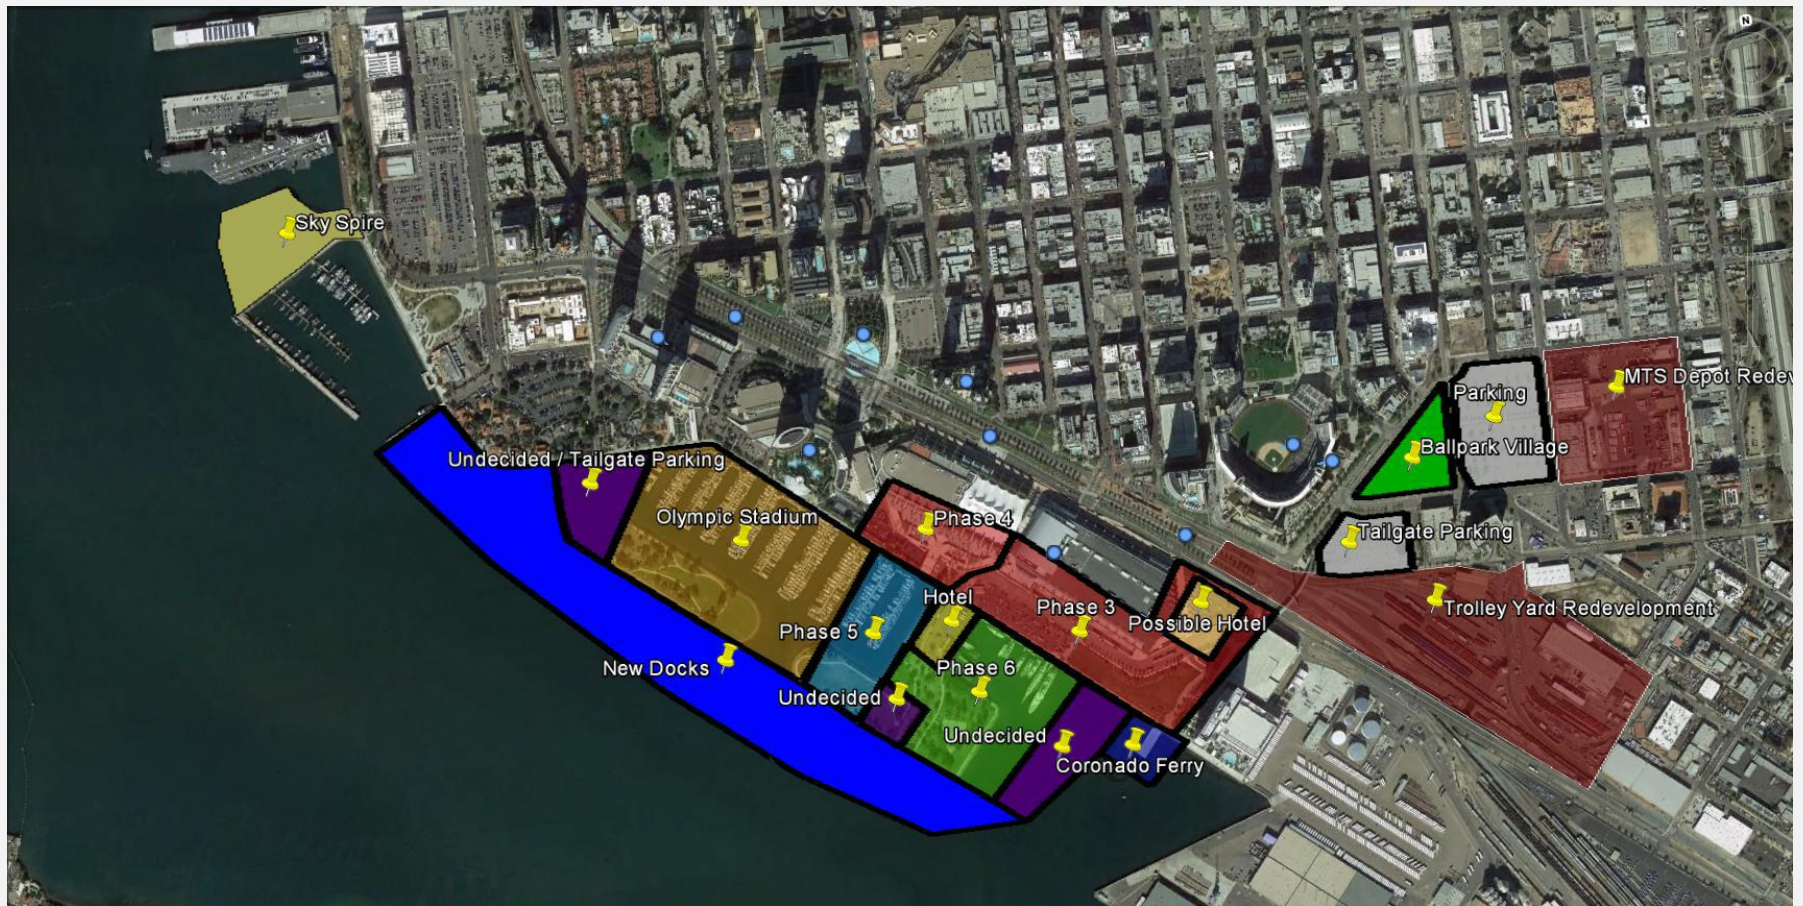 N
Sky Spire
MTS Depot Redev
Parking
Ballpark Village
Undecided / Tailgate Parking
Olympic Stadium
Phase 4
Tailgate Parking
Hotel
Phase 3
Possible Hotel
Trolley Yard Redevelopment
Phase 5
New Docks
Phase 6
Undecided
Undecided
Coronado Ferry